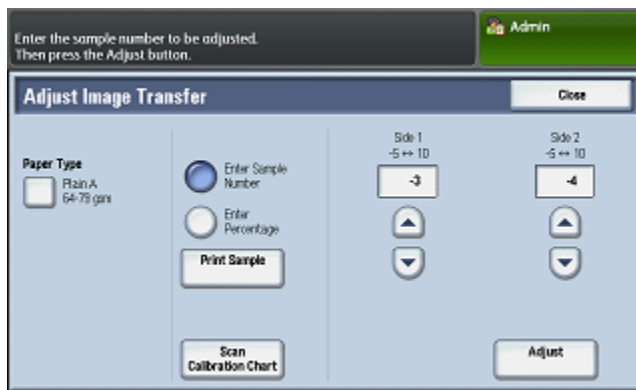 Enter the sample number to be adjusted.
Then press the Adjust button.
Admin
Adjust Image Transfer
Close
Paper Type
Plain A
64-79 gsm
Enter Sample
Number
Enter
Percentage
Print Sample
Scan
Calibration Chart
Side 1
-5 ↔ 10
-3
Side 2
-5 ↔ 10
-4
Adjust